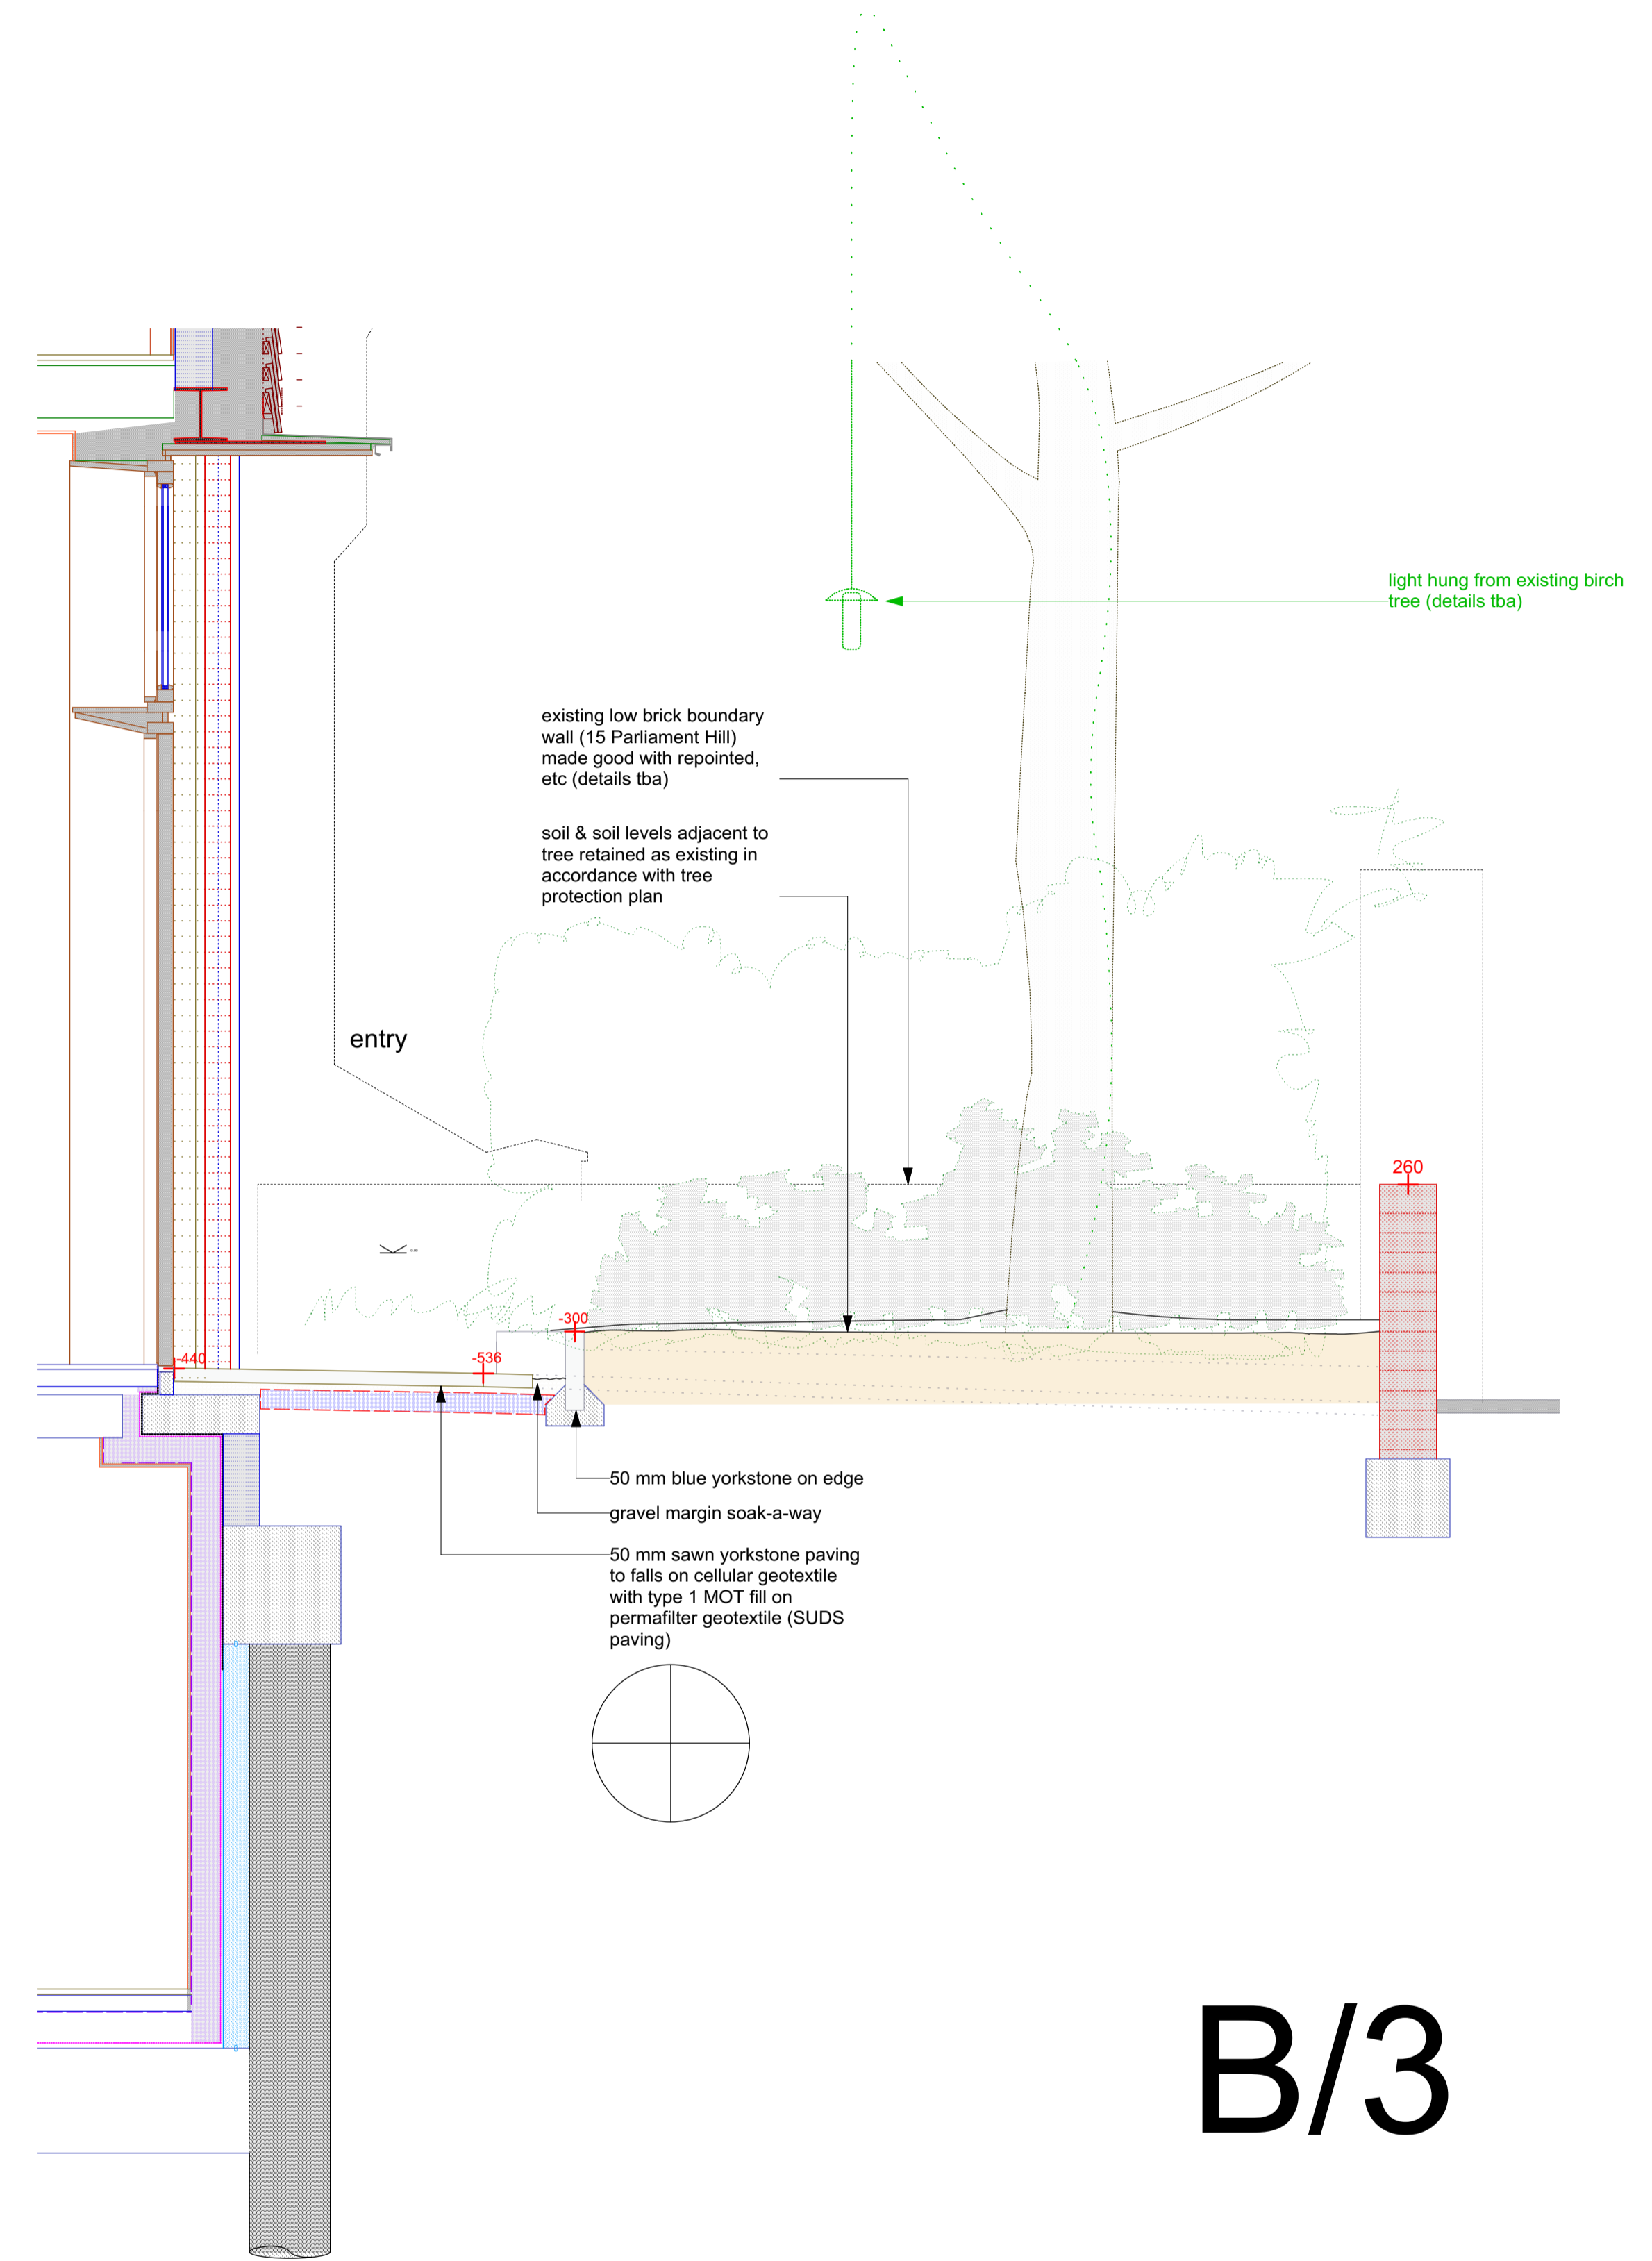 light hung from existing birch
tree (details tba)
existing low brick boundary
wall (15 Parliament Hill)
made good with repointed,
etc (details tba)
soil & soil levels adjacent to
tree retained as existing in
accordance with tree
protection plan
entry
260
-300
-440
-536
50 mm blue yorkstone on edge
gravel margin soak-a-way
50 mm sawn yorkstone paving
to falls on cellular geotextile
with type 1 MOT fill on
permafilter geotextile (SUDS
paving)
B/3